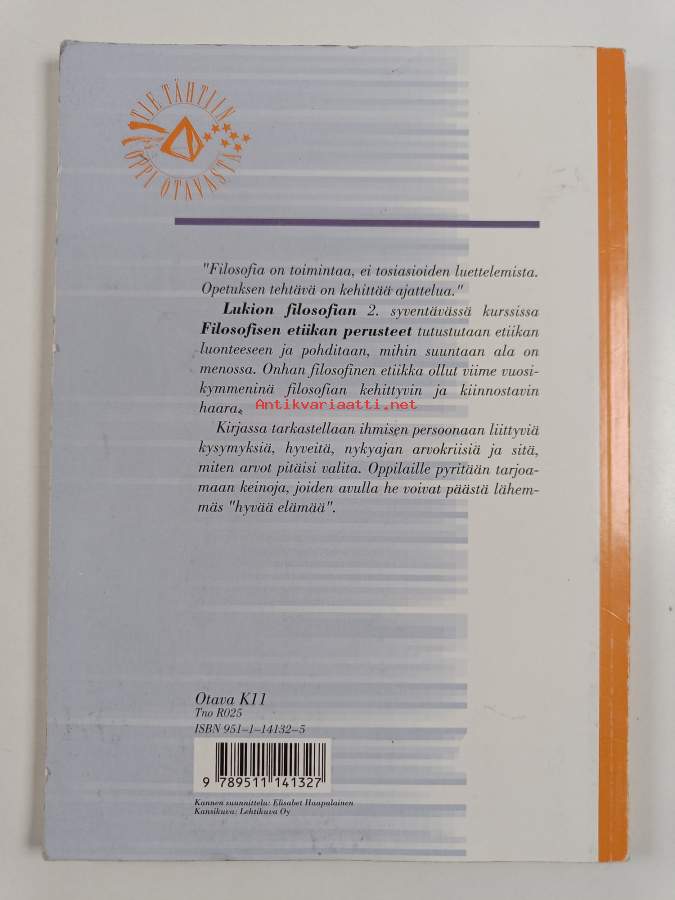 TIE TÄHTIIN
OPPI OTAVASTA
"Filosofia on toimintaa, ei tosiasioiden luettelemista.
Opetuksen tehtävä on kehittää ajattelua."
Lukion filosofian 2. syventävässä kurssissa
Filosofisen etiikan perusteet tutustutaan etiikan
luonteeseen ja pohditaan, mihin suuntaan ala on
menossa. Onhan filosofinen etiikka ollut viime vuosi-
kymmeninä filosofian kehittyvin ja kiinnostavin
haara.
Antikvariaatti.net
Kirjassa tarkastellaan ihmisen persoonaan liittyviä
kysymyksiä, hyveitä, nykyajan arvokriisiä ja sitä,
miten arvot pitäisi valita. Oppilaille pyritään tarjoa-
maan keinoja, joiden avulla he voivat päästä lähem-
mäs "hyvää elämää".
Otava K11
Tno R025
ISBN 951–1–14132–5
9 789511 141327
Kannen suunnittelu: Elisabet Haapalainen
Kansikuva: Lehtikuva Oy